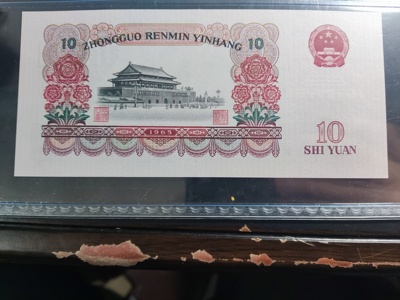 10 ZHONGGUO RENMIN YINHANG 10
1965
10
SHI YUAN